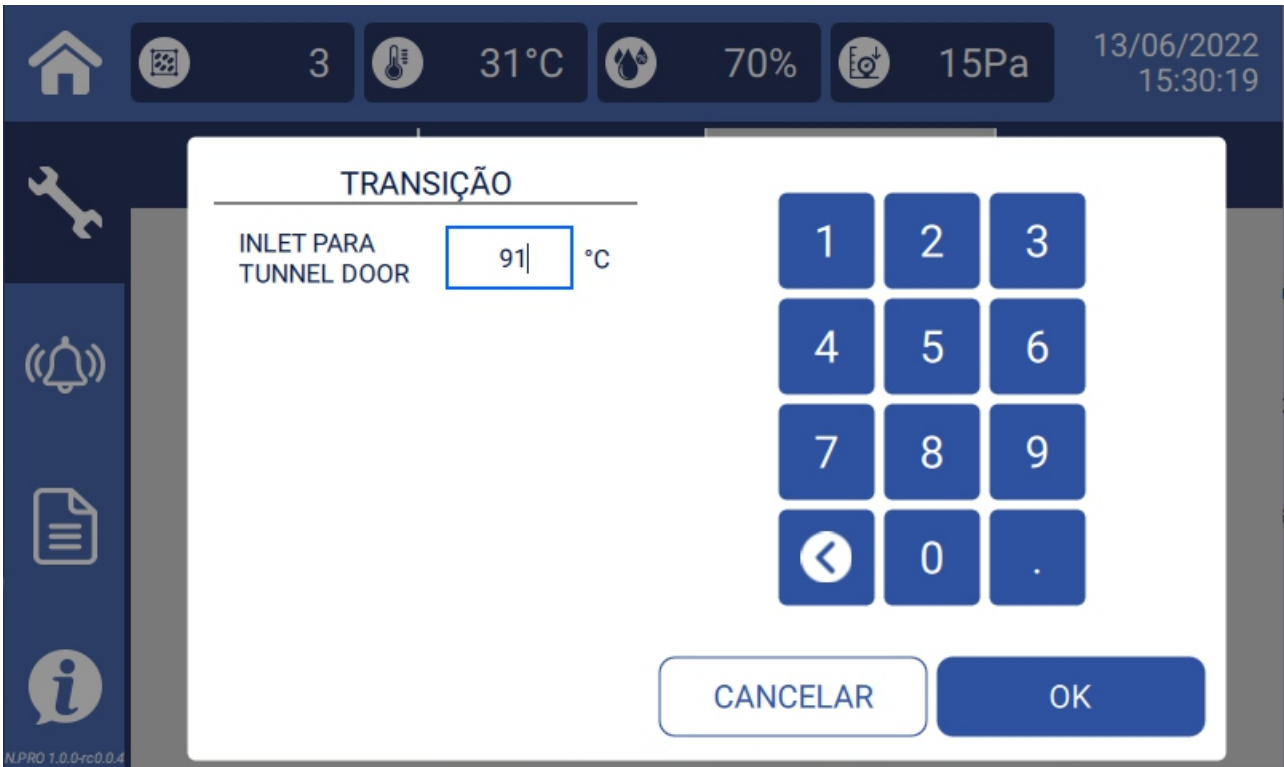 3
31°C
70%
15Pa
13/06/2022
15:30:19
TRANSIÇÃO
INLET PARA
TUNNEL DOOR
91
°C
1 2 3
4 5 6
7 8 9
0 .
CANCELAR
OK
N.PRO 1.0.0-rc0.0.4